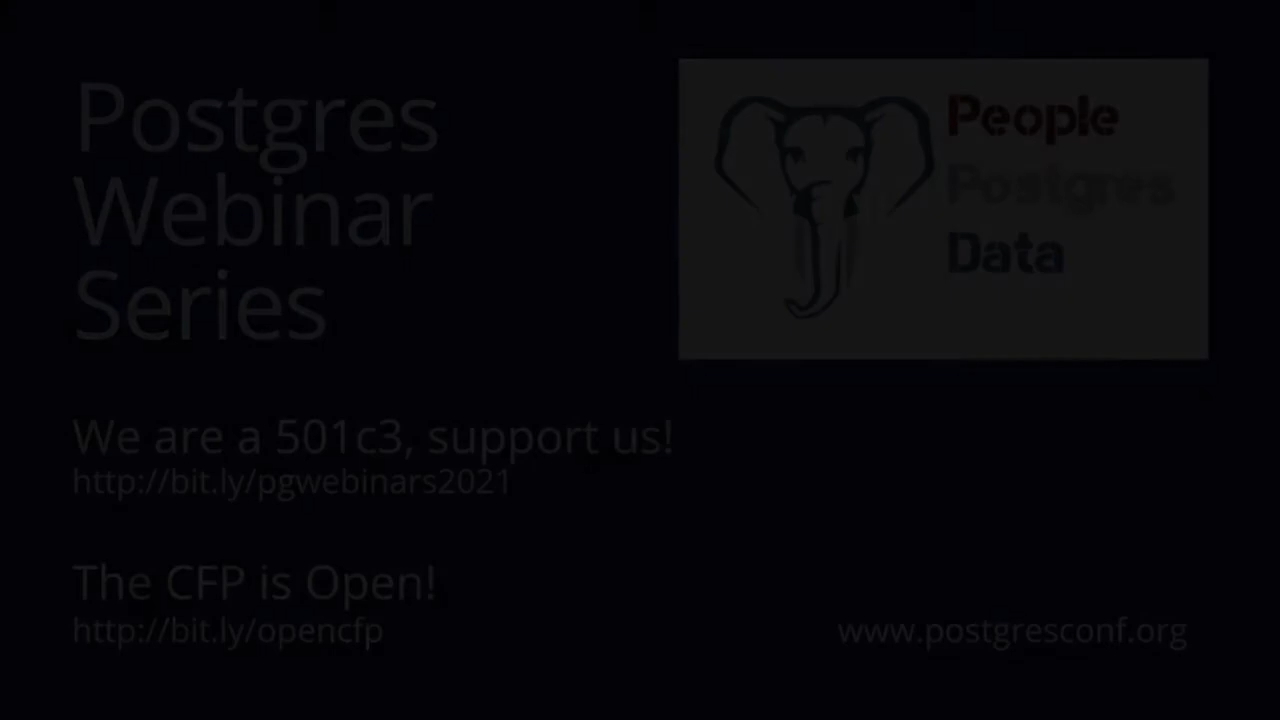 Postgres
Webinar
Series
People
Postgres
Data
We are a 501c3, support us!
http://bit.ly/pgwebinars2021
The CFP is Open!
http://bit.ly/opencfp
www.postgresconf.org